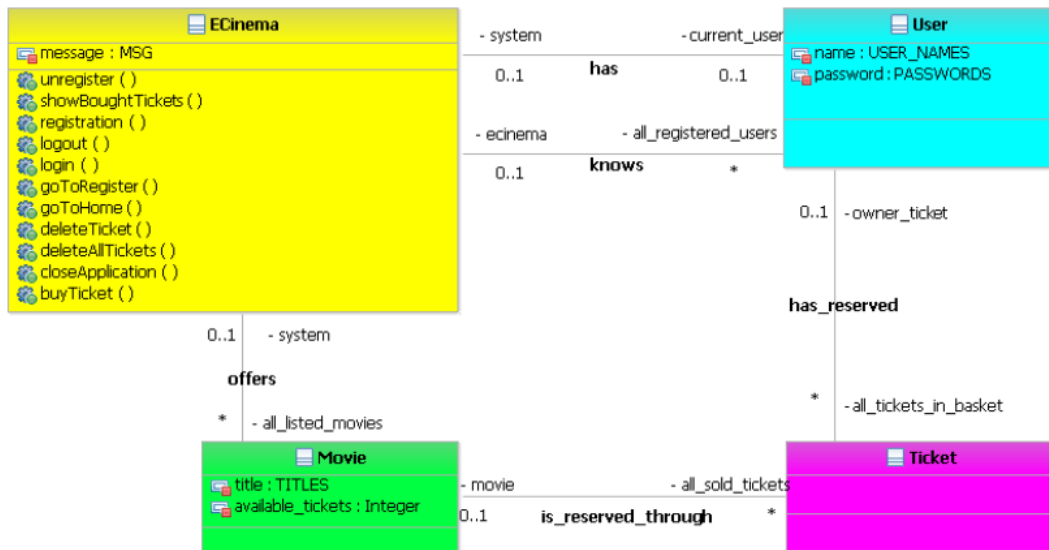 ECinema
message : MSG
unregister ( )
showBoughtTickets ( )
registration ( )
logout ( )
login ( )
goToRegister ( )
goToHome ( )
deleteTicket ( )
deleteAllTickets ( )
closeApplication ( )
buyTicket ( )
- system
- current_user
0..1
has
0..1
- ecinema
- all_registered_users
0..1
knows
*
User
name : USER_NAMES
password : PASSWORDS
0..1
- owner_ticket
has_reserved
*
- all_tickets_in_basket
0..1
- system
offers
*
- all_listed_movies
Movie
title : TITLES
available_tickets : Integer
- movie
- all_sold_tickets
0..1
is_reserved_through
*
Ticket